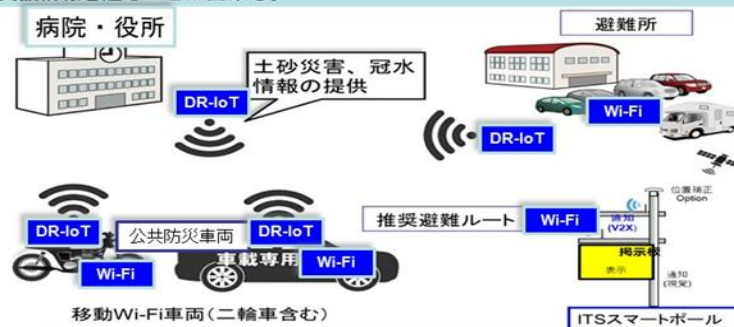 病院・役所
避難所
土砂災害、冠水
情報の提供
DR-IoT
Wi-Fi
DR-IoT
位置補正
Option
DR-IoT
公共防災車両
DR-IoT
推奨避難ルート
Wi-Fi
通知
(V2X)
掲示板
Wi-Fi
車載専用
Wi-Fi
表示
通知
(視覚)
移動Wi-Fi車両(二輪車含む)
ITSスマートポール